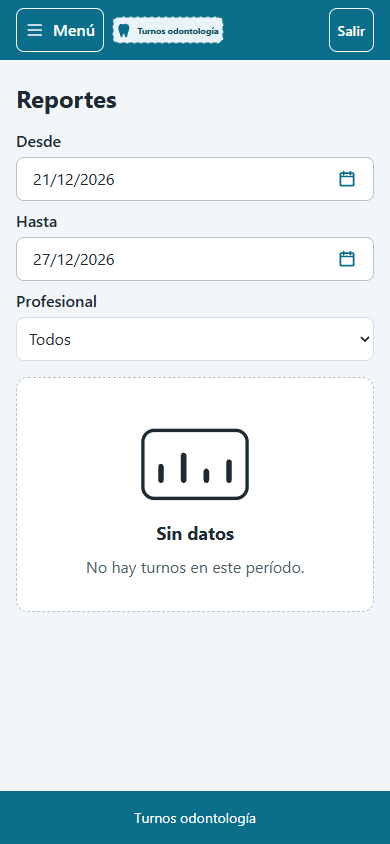 Menú
Turnos odontología
Salir
Reportes
Desde
21/12/2026
Hasta
27/12/2026
Profesional
Todos
Sin datos
No hay turnos en este período.
Turnos odontología